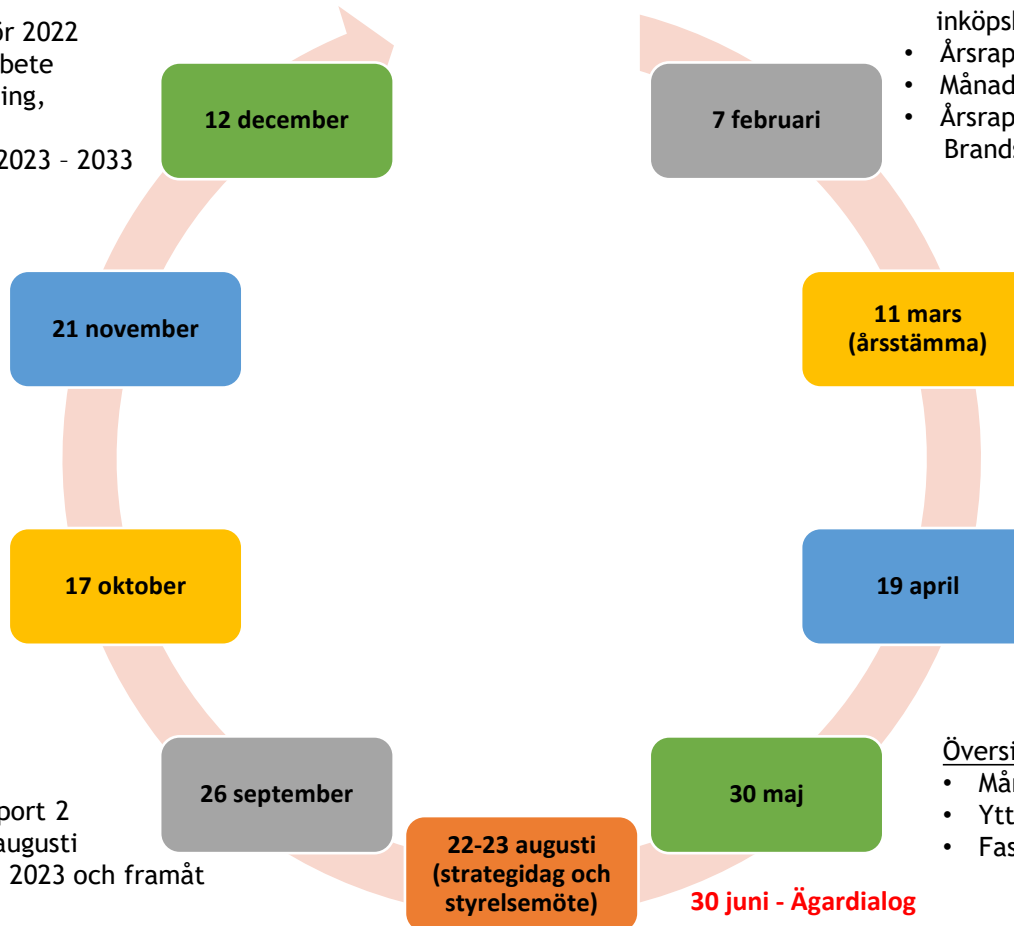 ör 2022
bete
ing,
2023 - 2033
12 december
7 februari
inköpsl
• Årsrap
• Månad
• Årsrap
Brands
21 november
11 mars
(årsstämma)
17 oktober
19 april
26 september
30 maj
port 2
augusti
2023 och framåt
22-23 augusti
(strategidag och
styrelsemöte)
30 juni - Ägardialog
Översi
• Mån
• Ytt
• Fas